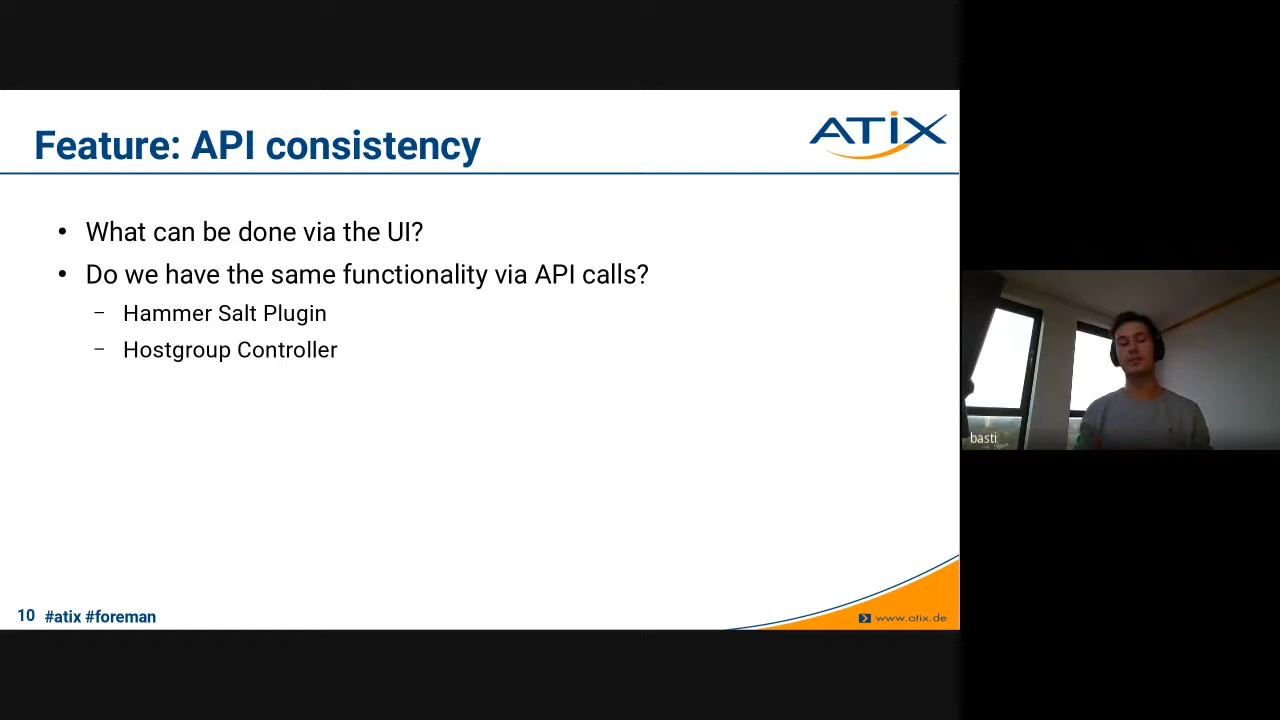 Feature: API consistency
ATIX
• What can be done via the UI?
• Do we have the same functionality via API calls?
– Hammer Salt Plugin
– Hostgroup Controller
basti
10 #atix #foreman
www.atix.de